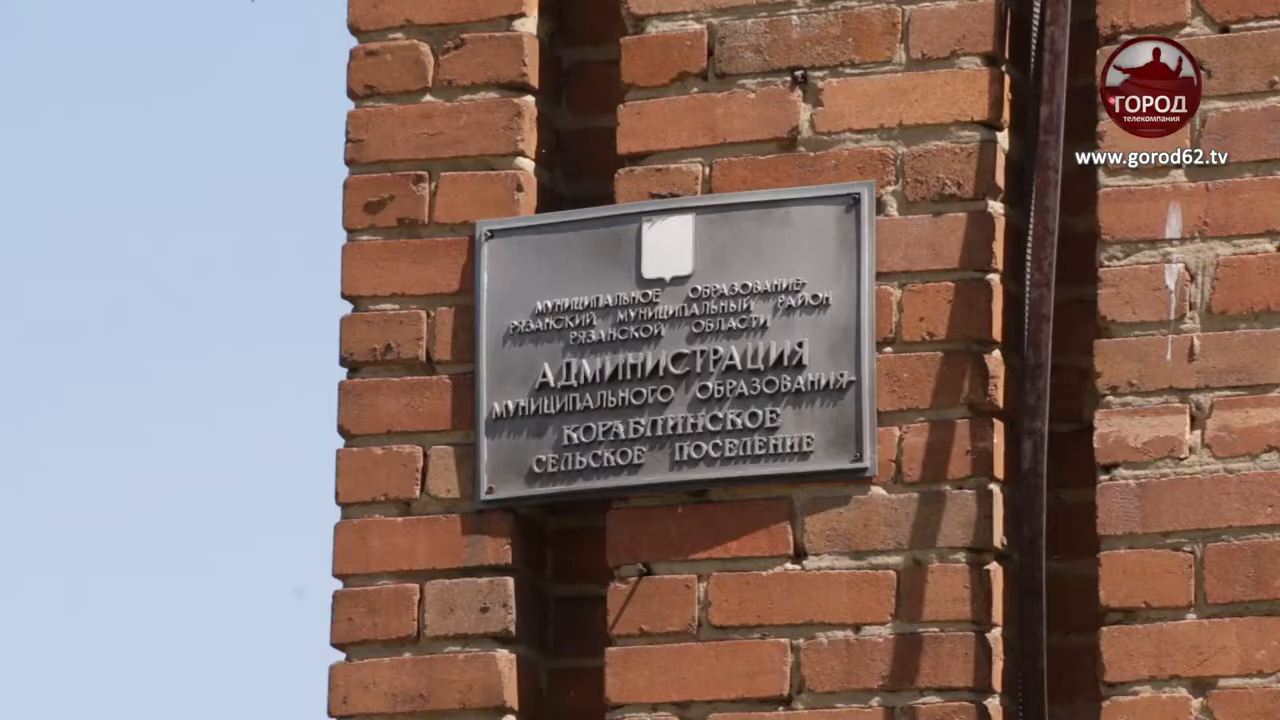 ГОРОД
телекомпания
www.gorod62.tv
МУНИЦИПАЛЬНОЕ ОБРАЗОВАНИЕ-
РЯЗАНСКИЙ МУНИЦИПАЛЬНЫЙ РАЙОН
РЯЗАНСКОЙ ОБЛАСТИ
АДМИНИСТРАЦИЯ
МУНИЦИПАЛЬНОГО ОБРАЗОВАНИЯ-
КОРАБЛИНСКОЕ
СЕЛЬСКОЕ ПОСЕЛЕНИЕ